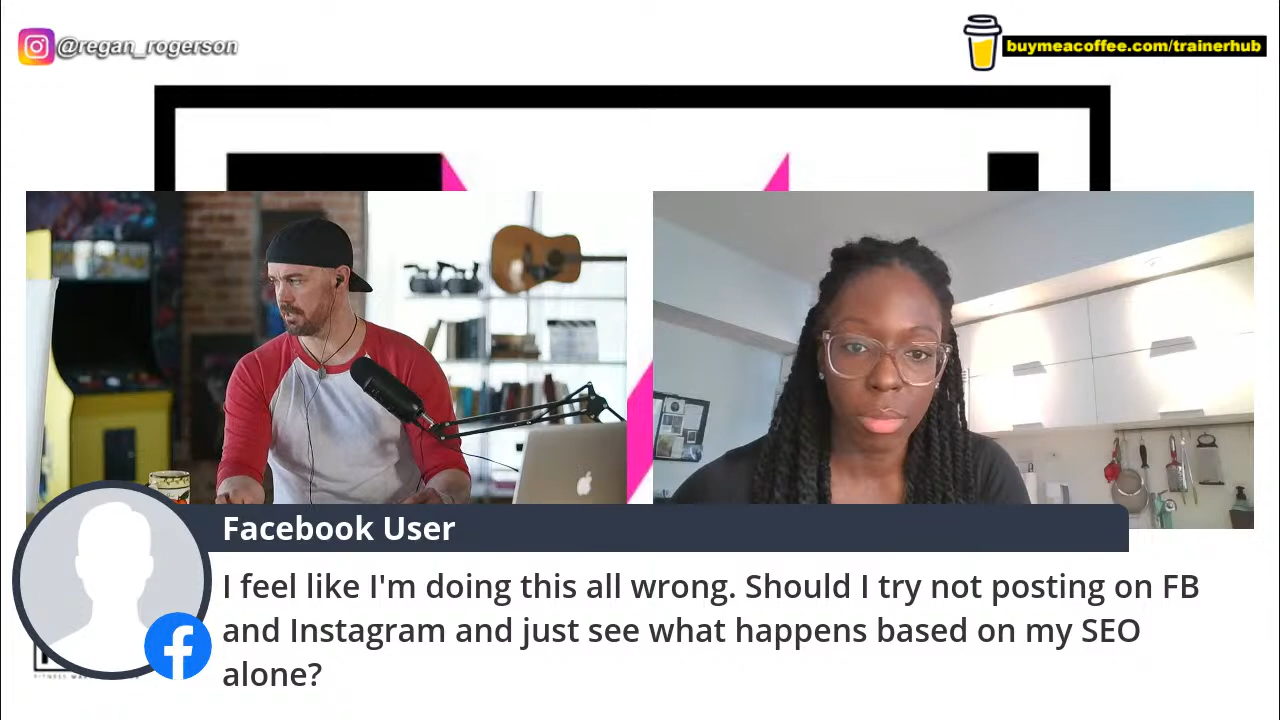 @regan_rogerson
buymeacoffee.com/trainerhub
Facebook User
I feel like I'm doing this all wrong. Should I try not posting on FB
and Instagram and just see what happens based on my SEO
alone?